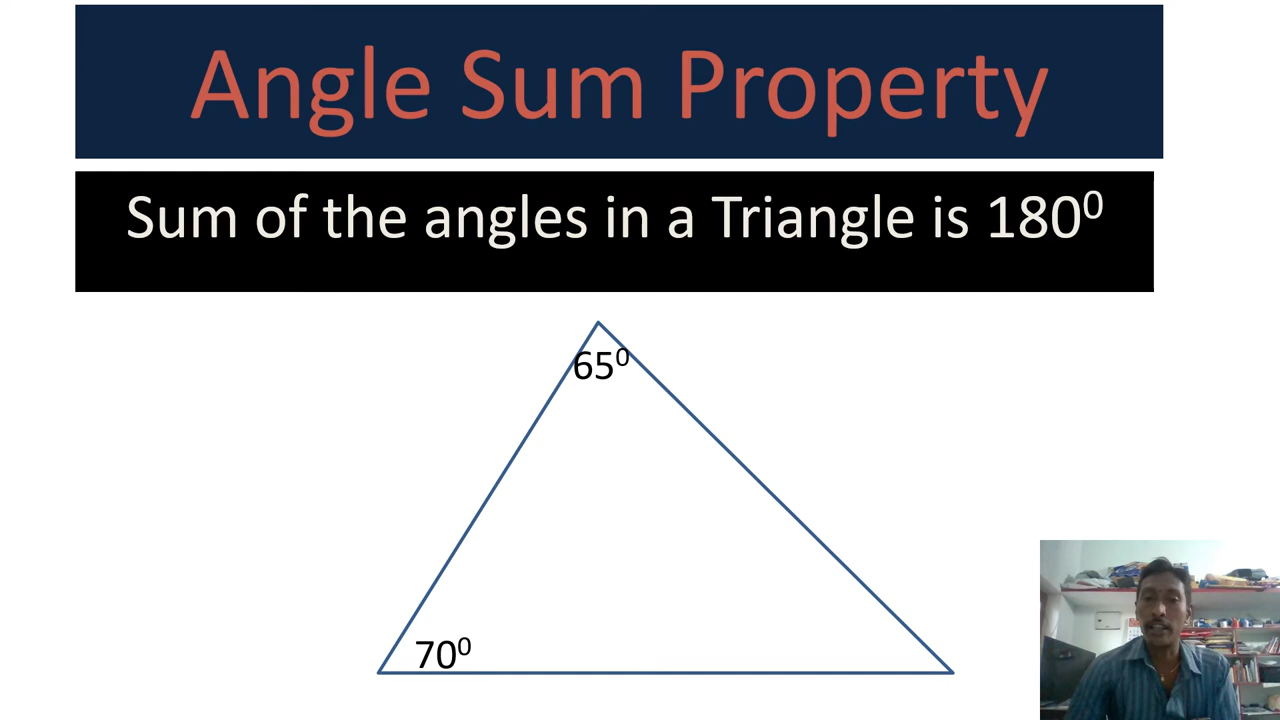 Angle Sum Property
Sum of the angles in a Triangle is 180⁰
65⁰
70⁰